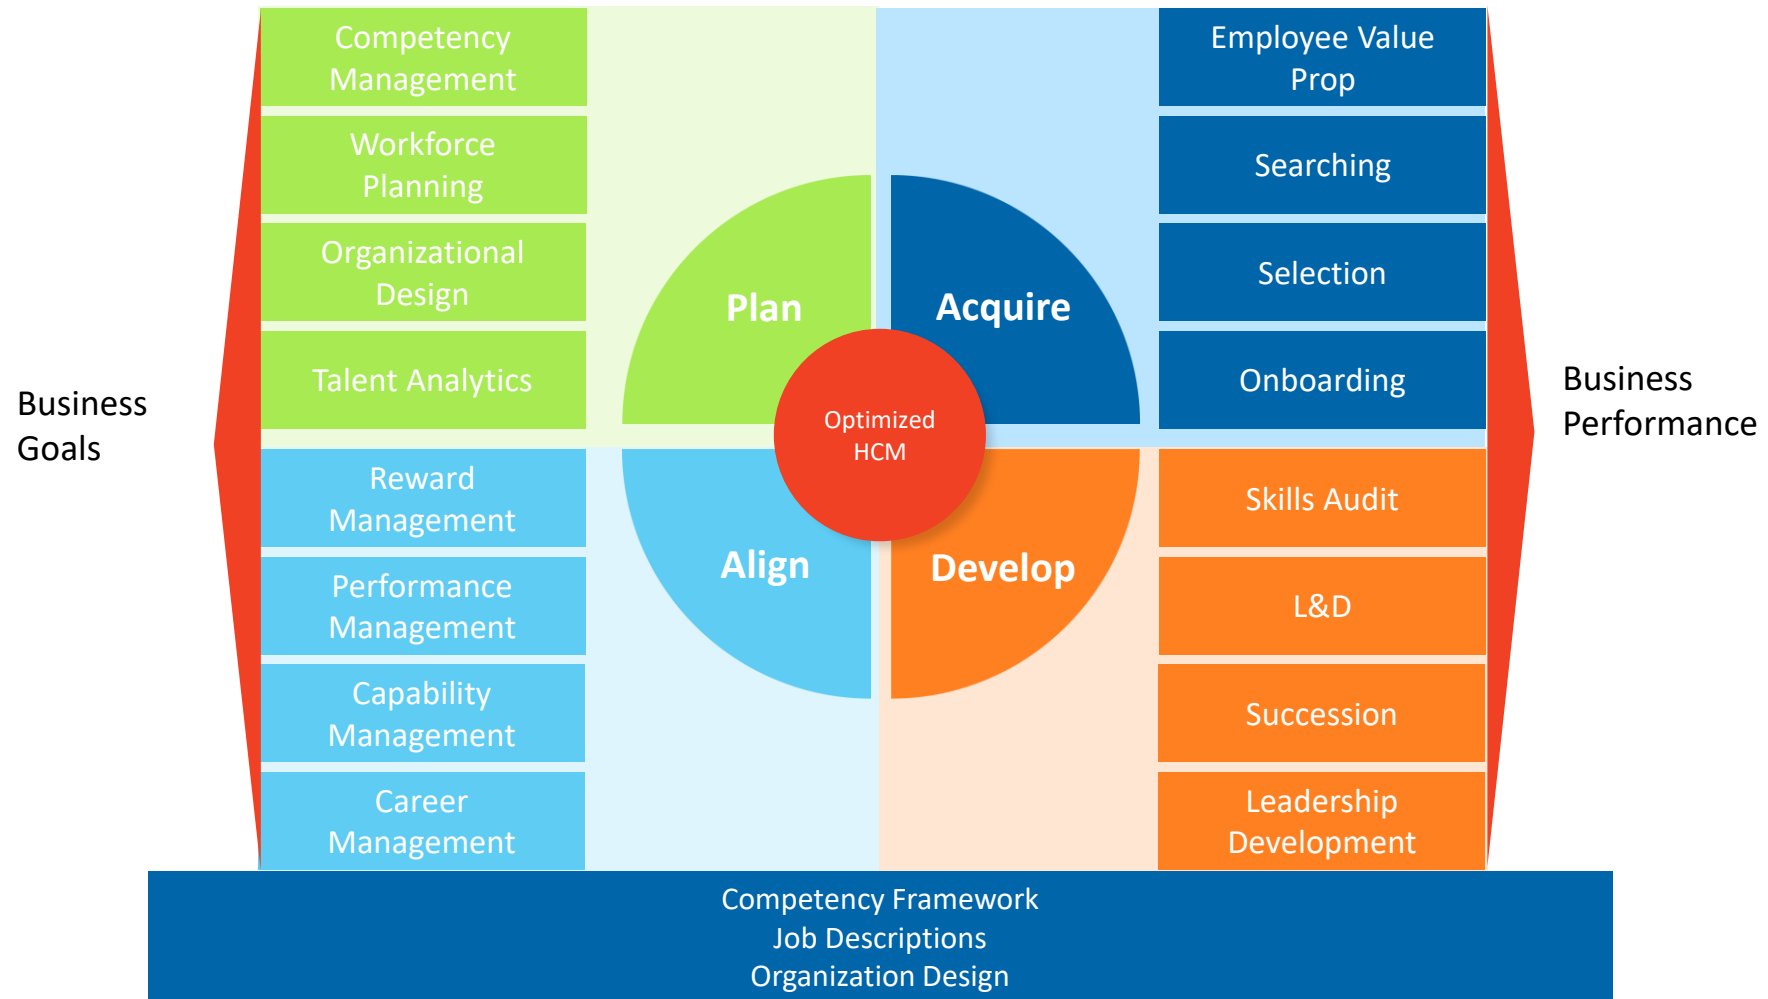 Business
Goals
Competency
Management
Workforce
Planning
Organizational
Design
Talent Analytics
Reward
Management
Performance
Management
Capability
Management
Career
Management
Plan
Acquire
Optimized
HCM
Align
Develop
Employee Value
Prop
Searching
Selection
Onboarding
Skills Audit
L&D
Succession
Leadership
Development
Business
Performance
Competency Framework
Job Descriptions
Organization Design